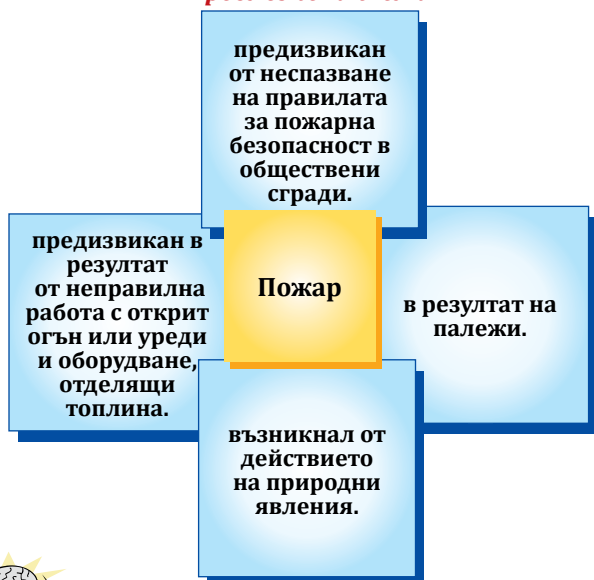 предизвикан
от неспазване
на правилата
за пожарна
безопасност в
обществени
сгради.
предизвикан в
резултат
от неправилна
работа с открит
огън или уреди
и оборудване,
отделящи
топлина.
Пожар
в резултат на
палежи.
възникнал от
действието
на природни
явления.